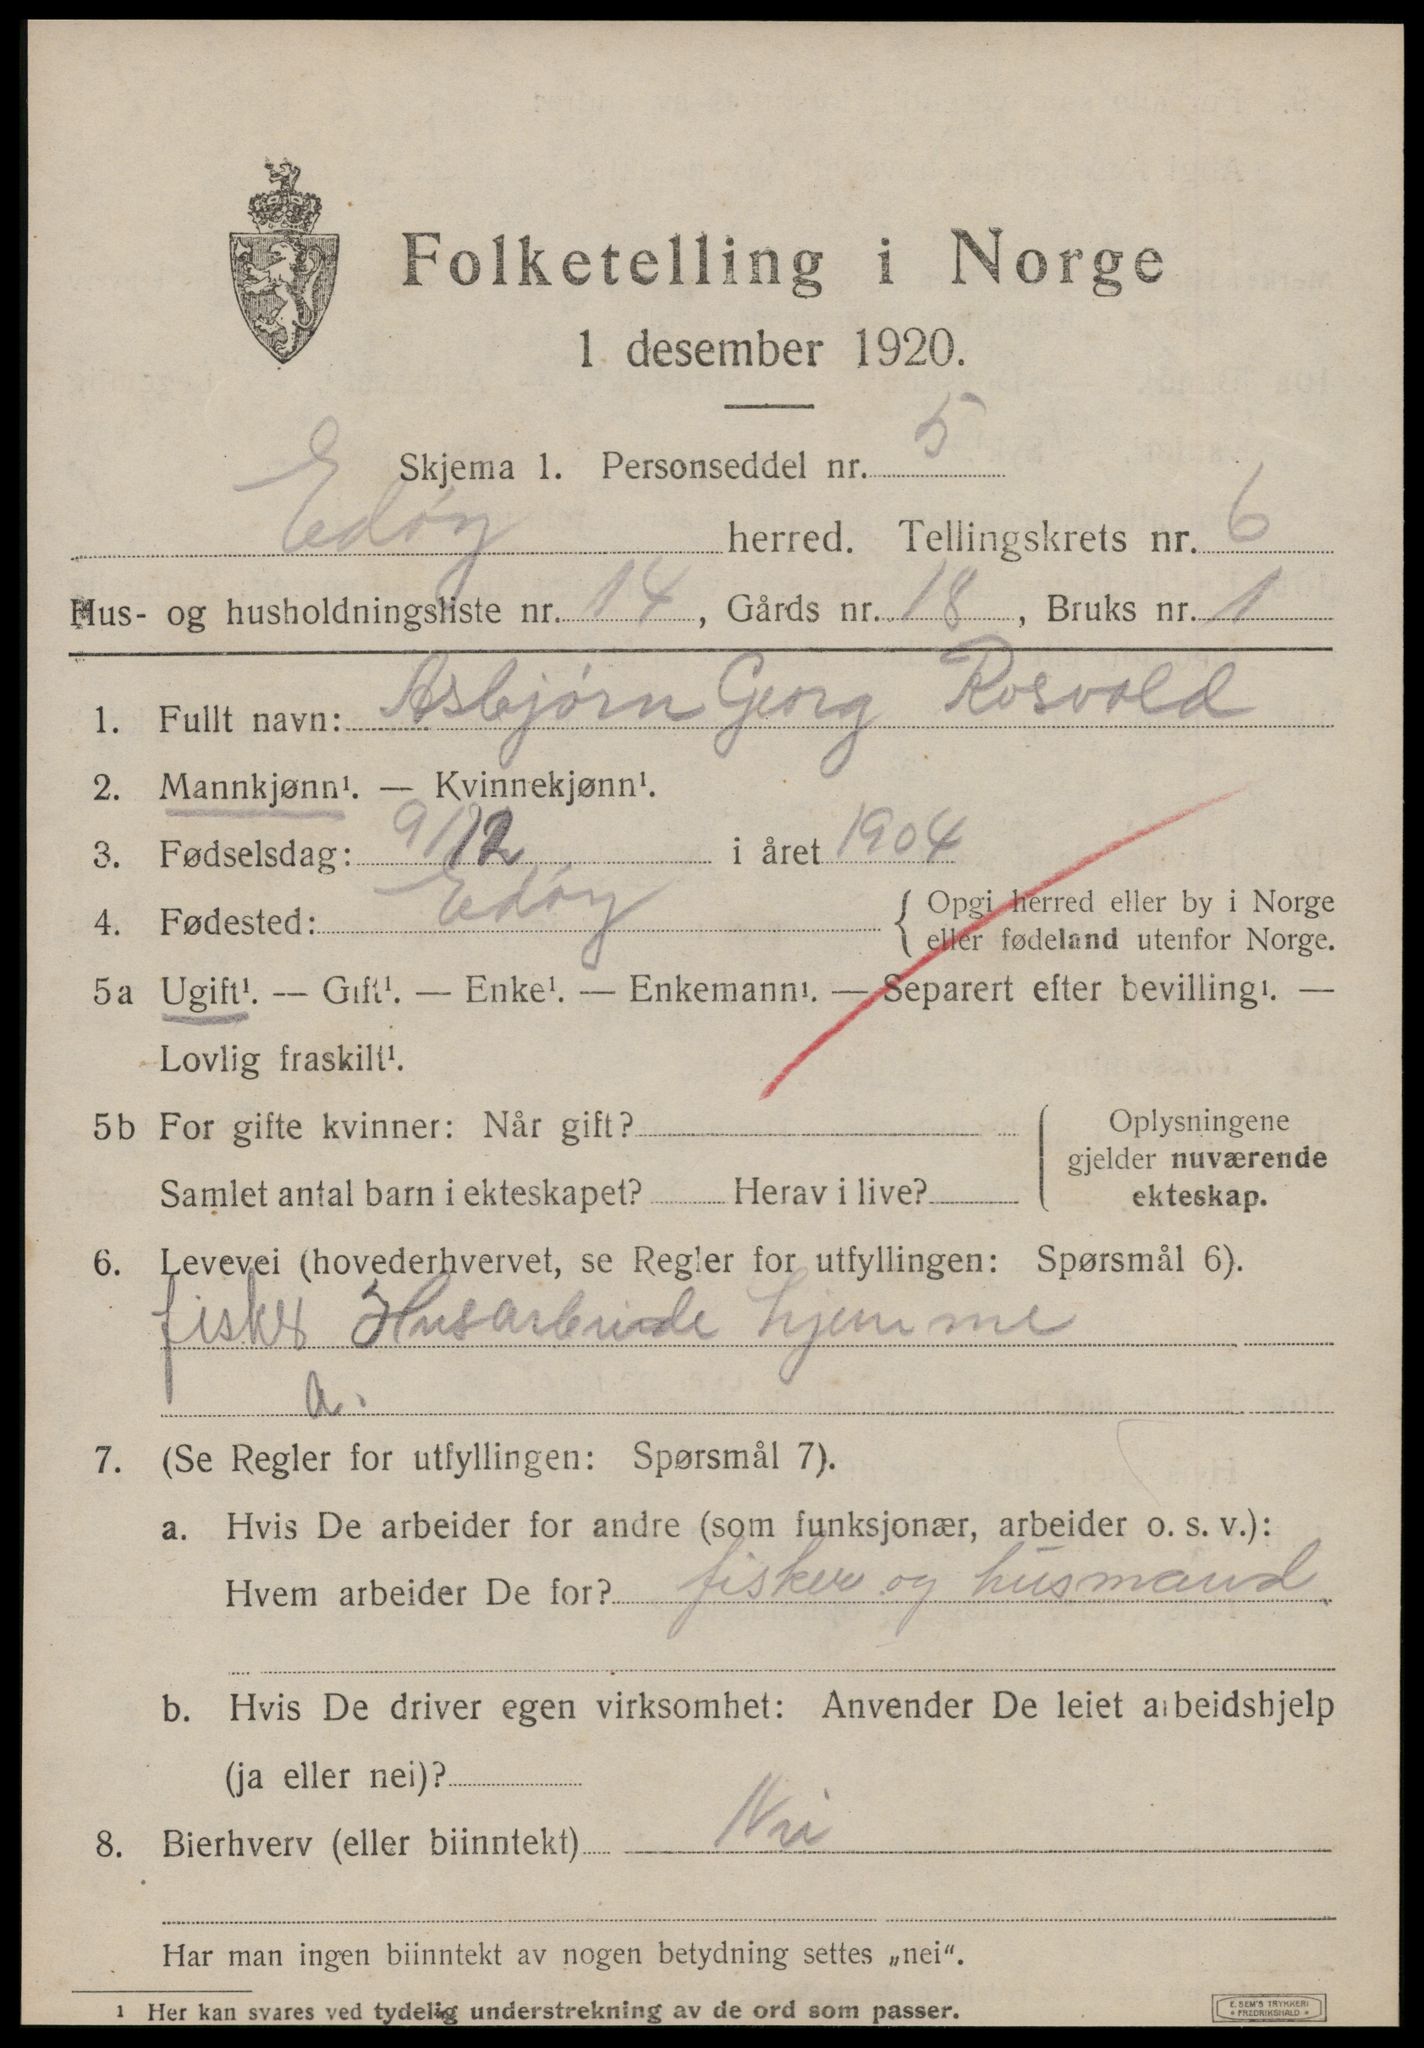 Folketelling i Norge
1 desember 1920.
Skjema 1. Personseddel nr. 5
Edøy herred. Tellingskrets nr. 6
Hus- og husholdningsliste nr. 14, Gårds nr. 18, Bruks nr. 1
1. Fullt navn: Asbjørn Georg Rosvold
2. Mannkjønn¹. — Kvinnekjønn¹.
3. Fødselsdag: 9/12 i året 1904
4. Fødested: Edøy { Opgi herred eller by i Norge
eller fødeland utenfor Norge.
5a Ugift¹. — Gift¹. — Enke¹. — Enkemann¹. — Separert efter bevilling¹. —
Lovlig fraskilt¹.
5b For gifte kvinner: Når gift?
Samlet antal barn i ekteskapet? Herav i live?
Oplysningene
gjelder nuværende
ekteskap.
6. Levevei (hovederhvervet, se Regler for utfyllingen: Spørsmål 6).
fisker Husarbeide hjemme
a.
7. (Se Regler for utfyllingen: Spørsmål 7).
a. Hvis De arbeider for andre (som funksjonær, arbeider o. s. v.):
Hvem arbeider De for? fisker og husmand
b. Hvis De driver egen virksomhet: Anvender De leiet arbeidshjelp
(ja eller nei)?
8. Bierhverv (eller biinntekt) Nei
Har man ingen biinntekt av nogen betydning settes „nei".
1 Her kan svares ved tydelig understrekning av de ord som passer.
E. SEM'S TRYKKERI
FREDRIKSHALD